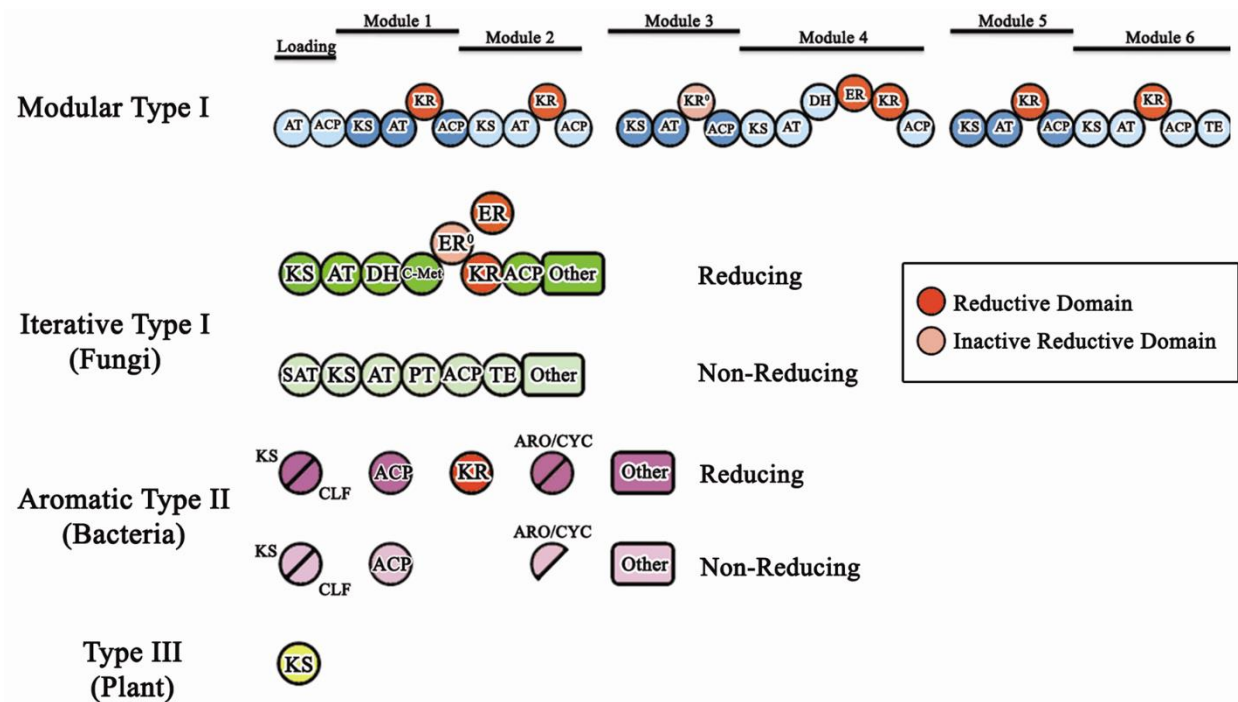 Module 1
Module 3
Module 5
Loading
Module 2
Module 4
Module 6
Modular Type I
AT ACP KS AT KR ACP KS AT KR ACP
KS AT KR⁰ ACP KS AT DH ER KR ACP
KS AT KR ACP KS AT KR ACP TE
Iterative Type I
(Fungi)
ER
ER⁰
KS AT DH C-Met KR ACP Other
Reducing
SAT KS AT PT ACP TE Other
Non-Reducing
Reductive Domain
Inactive Reductive Domain
Aromatic Type II
(Bacteria)
KS
CLF
ACP
KR
ARO/CYC
Other
Reducing
KS
CLF
ACP
ARO/CYC
Other
Non-Reducing
Type III
(Plant)
KS